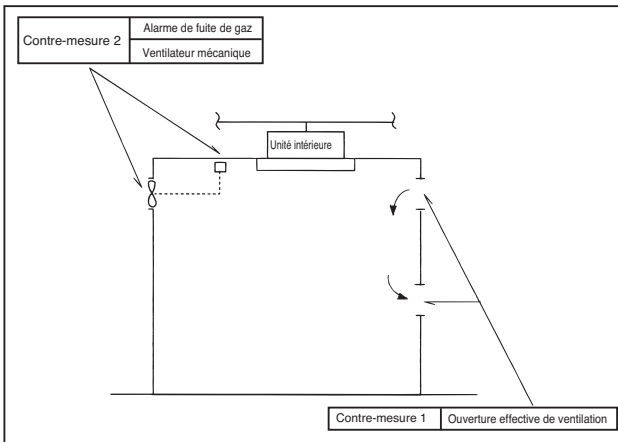 Contre-mesure 2
Alarme de fuite de gaz
Ventilateur mécanique
Unité intérieure
Contre-mesure 1
Ouverture effective de ventilation